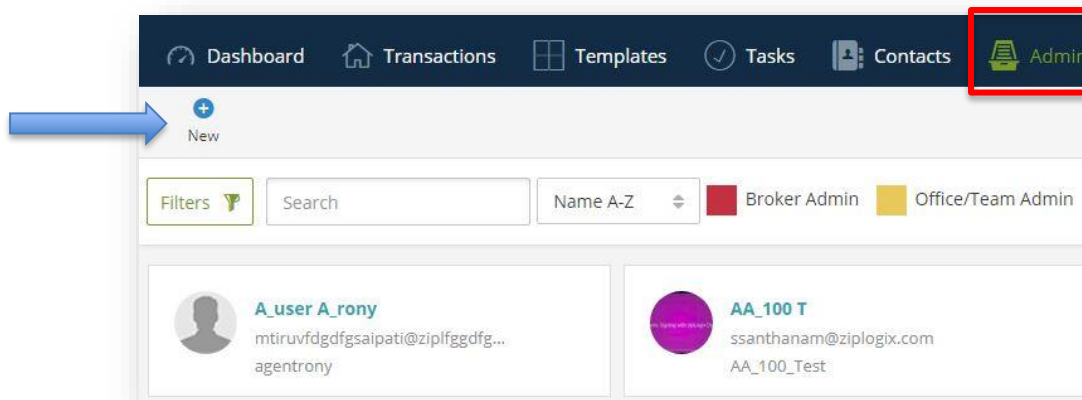 Dashboard Transactions Templates Tasks Contacts Admin
New
Filters Search Name A-Z Broker Admin Office/Team Admin
A_user A_rony
mtiruvfdgdfgsaipati@ziplfggdfg...
agentrony
AA_100 T
ssanthanam@ziplogix.com
AA_100_Test